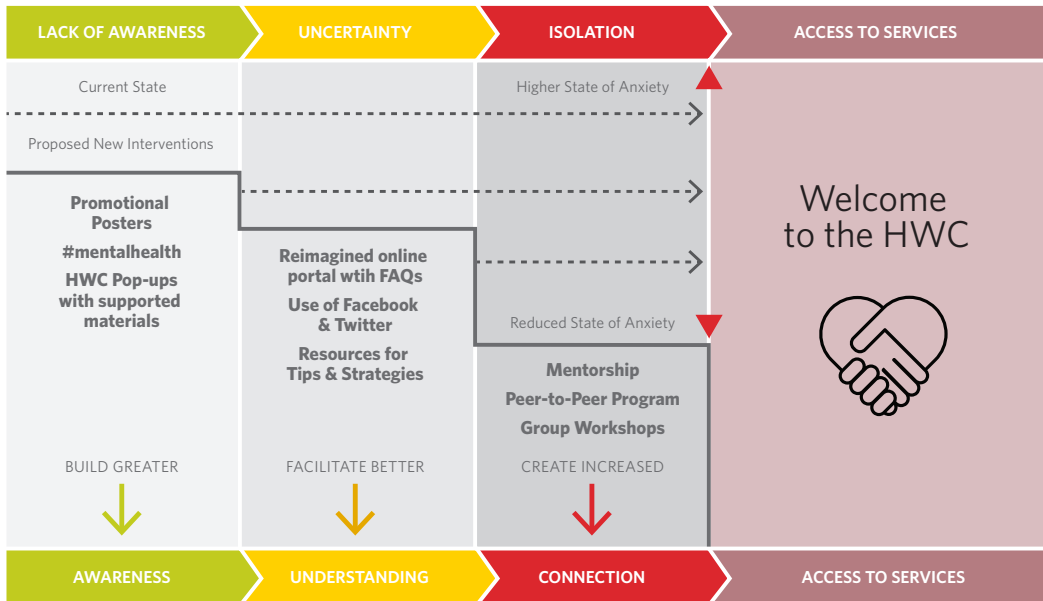 LACK OF AWARENESS
UNCERTAINTY
ISOLATION
ACCESS TO SERVICES
Current State
Higher State of Anxiety
Proposed New Interventions
Promotional
Posters
#mentalhealth
HWC Pop-ups
with supported
materials
Reimagined online
portal wtih FAQs
Use of Facebook
& Twitter
Resources for
Tips & Strategies
Reduced State of Anxiety
Mentorship
Peer-to-Peer Program
Group Workshops
Welcome
to the HWC
BUILD GREATER
FACILITATE BETTER
CREATE INCREASED
AWARENESS
UNDERSTANDING
CONNECTION
ACCESS TO SERVICES